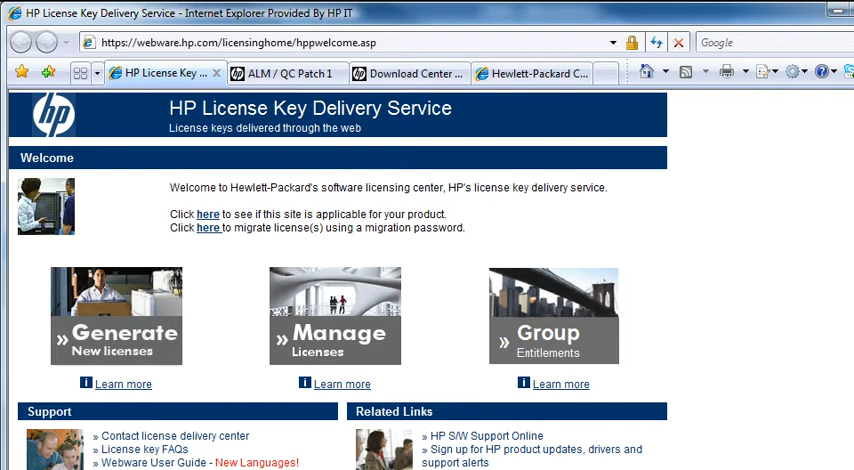 HP License Key Delivery Service - Internet Explorer Provided By HP IT
https://webware.hp.com/licensinghome/hppwelcome.asp
Google
HP License Key ...
ALM / QC Patch 1
Download Center ...
Hewlett-Packard C...
hp
HP License Key Delivery Service
License keys delivered through the web
Welcome
Welcome to Hewlett-Packard's software licensing center, HP's license key delivery service.
Click here to see if this site is applicable for your product.
Click here to migrate license(s) using a migration password.
» Generate
New licenses
» Manage
Licenses
» Group
Entitlements
i Learn more
i Learn more
i Learn more
Support
» Contact license delivery center
» License key FAQs
» Webware User Guide - New Languages!
Related Links
» HP S/W Support Online
» Sign up for HP product updates, drivers and
support alerts